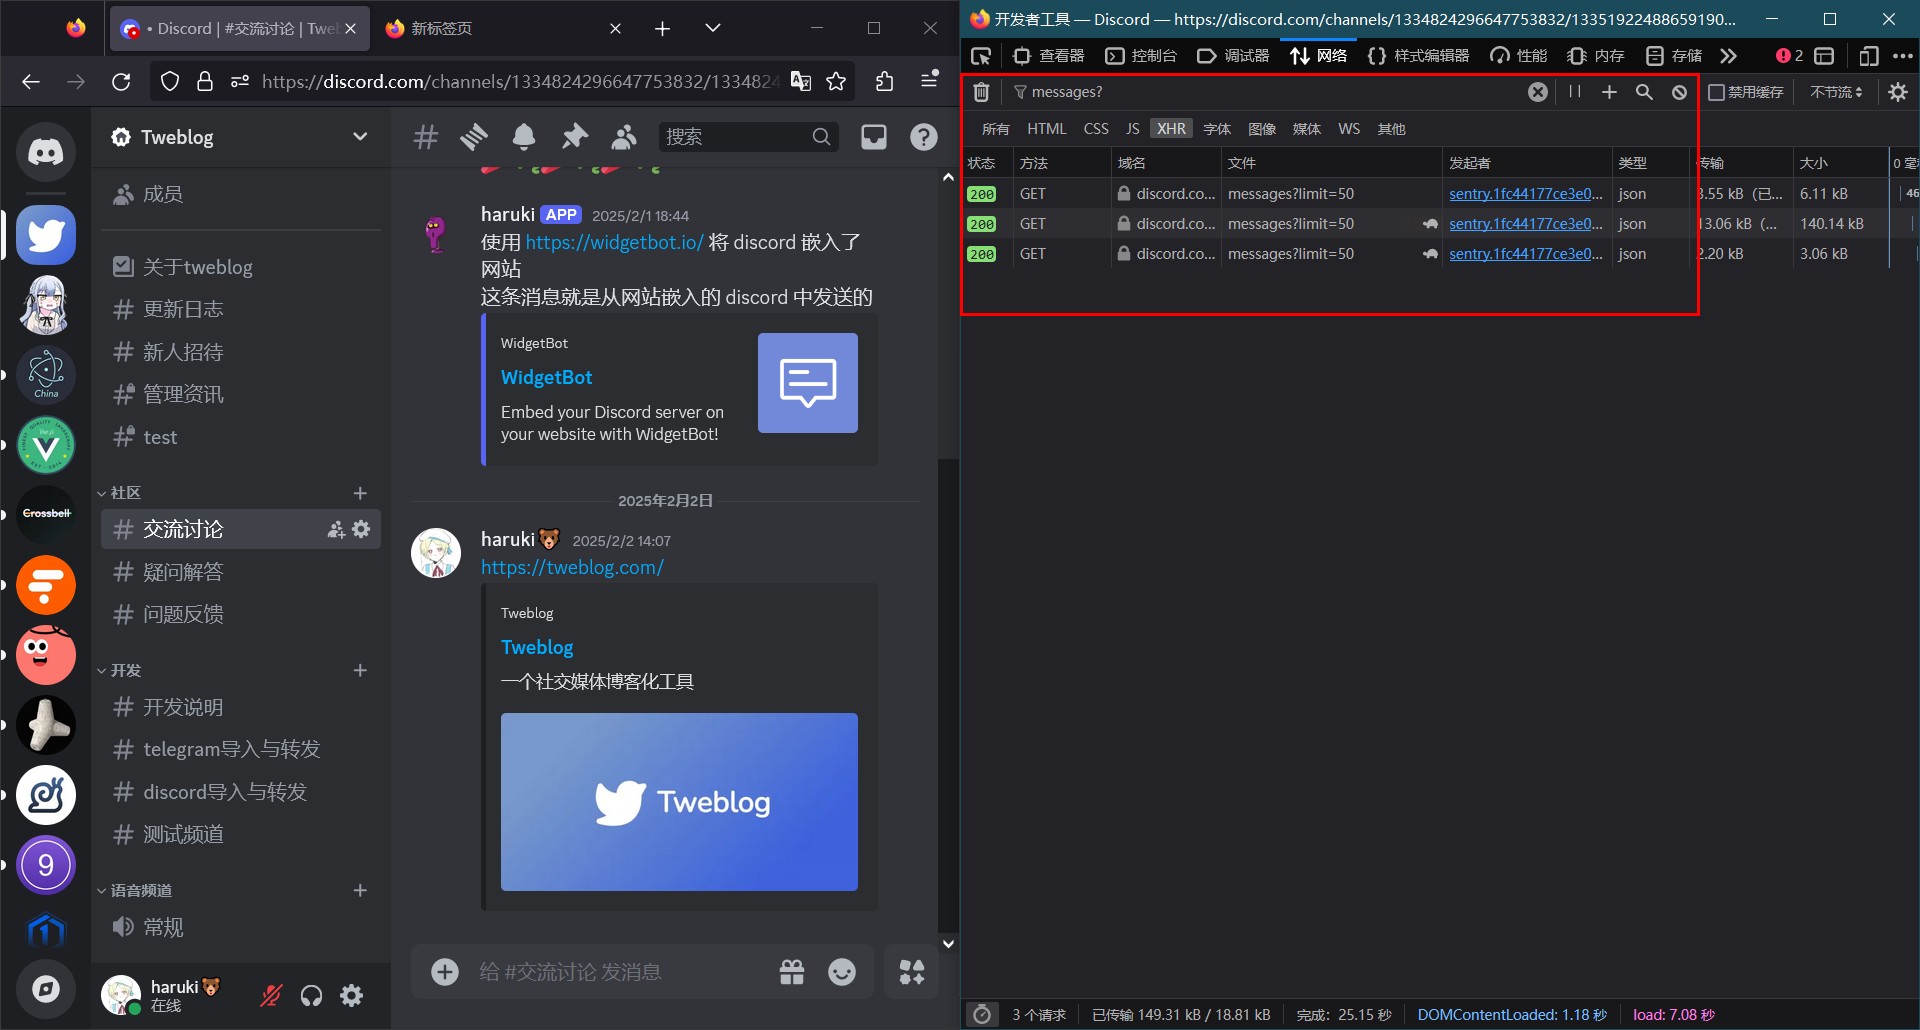 • Discord | #交流讨论 | Twe
新标签页
https://discord.com/channels/1334824296647753832/133482
Tweblog
成员
关于tweblog
更新日志
新人招待
管理资讯
test
社区
交流讨论
疑问解答
问题反馈
开发
开发说明
telegram导入与转发
discord导入与转发
测试频道
语音频道
常规
haruki
在线
China
Crossbell
9
搜索
haruki APP 2025/2/1 18:44
使用 https://widgetbot.io/ 将 discord 嵌入了
网站
这条消息就是从网站嵌入的 discord 中发送的
WidgetBot
WidgetBot
Embed your Discord server on
your website with WidgetBot!
2025年2月2日
haruki 2025/2/2 14:07
https://tweblog.com/
Tweblog
Tweblog
一个社交媒体博客化工具
Tweblog
给 #交流讨论 发消息
开发者工具 — Discord — https://discord.com/channels/1334824296647753832/13351922488659190...
查看器 控制台 调试器 网络 样式编辑器 性能 内存 存储 2
messages? 禁用缓存 不节流
所有 HTML CSS JS XHR 字体 图像 媒体 WS 其他
状态 方法 域名 文件 发起者 类型 传输 大小 0 毫
200 GET discord.co... messages?limit=50 sentry.1fc44177ce3e0... json 3.55 kB（已... 6.11 kB 46
200 GET discord.co... messages?limit=50 sentry.1fc44177ce3e0... json 13.06 kB（... 140.14 kB
200 GET discord.co... messages?limit=50 sentry.1fc44177ce3e0... json 2.20 kB 3.06 kB
3 个请求 已传输 149.31 kB / 18.81 kB 完成：25.15 秒 DOMContentLoaded: 1.18 秒 load: 7.08 秒